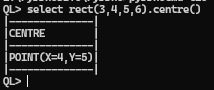 QL> select rect(3,4,5,6).centre()
|--------------|
|CENTRE        |
|--------------|
|POINT(X=4,Y=5)|
|--------------|
QL>